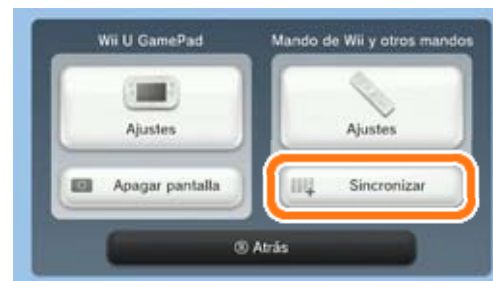 Wii U GamePad
Ajustes
Apagar pantalla
Mando de Wii y otros mandos
Ajustes
Sincronizar
Ⓑ Atrás